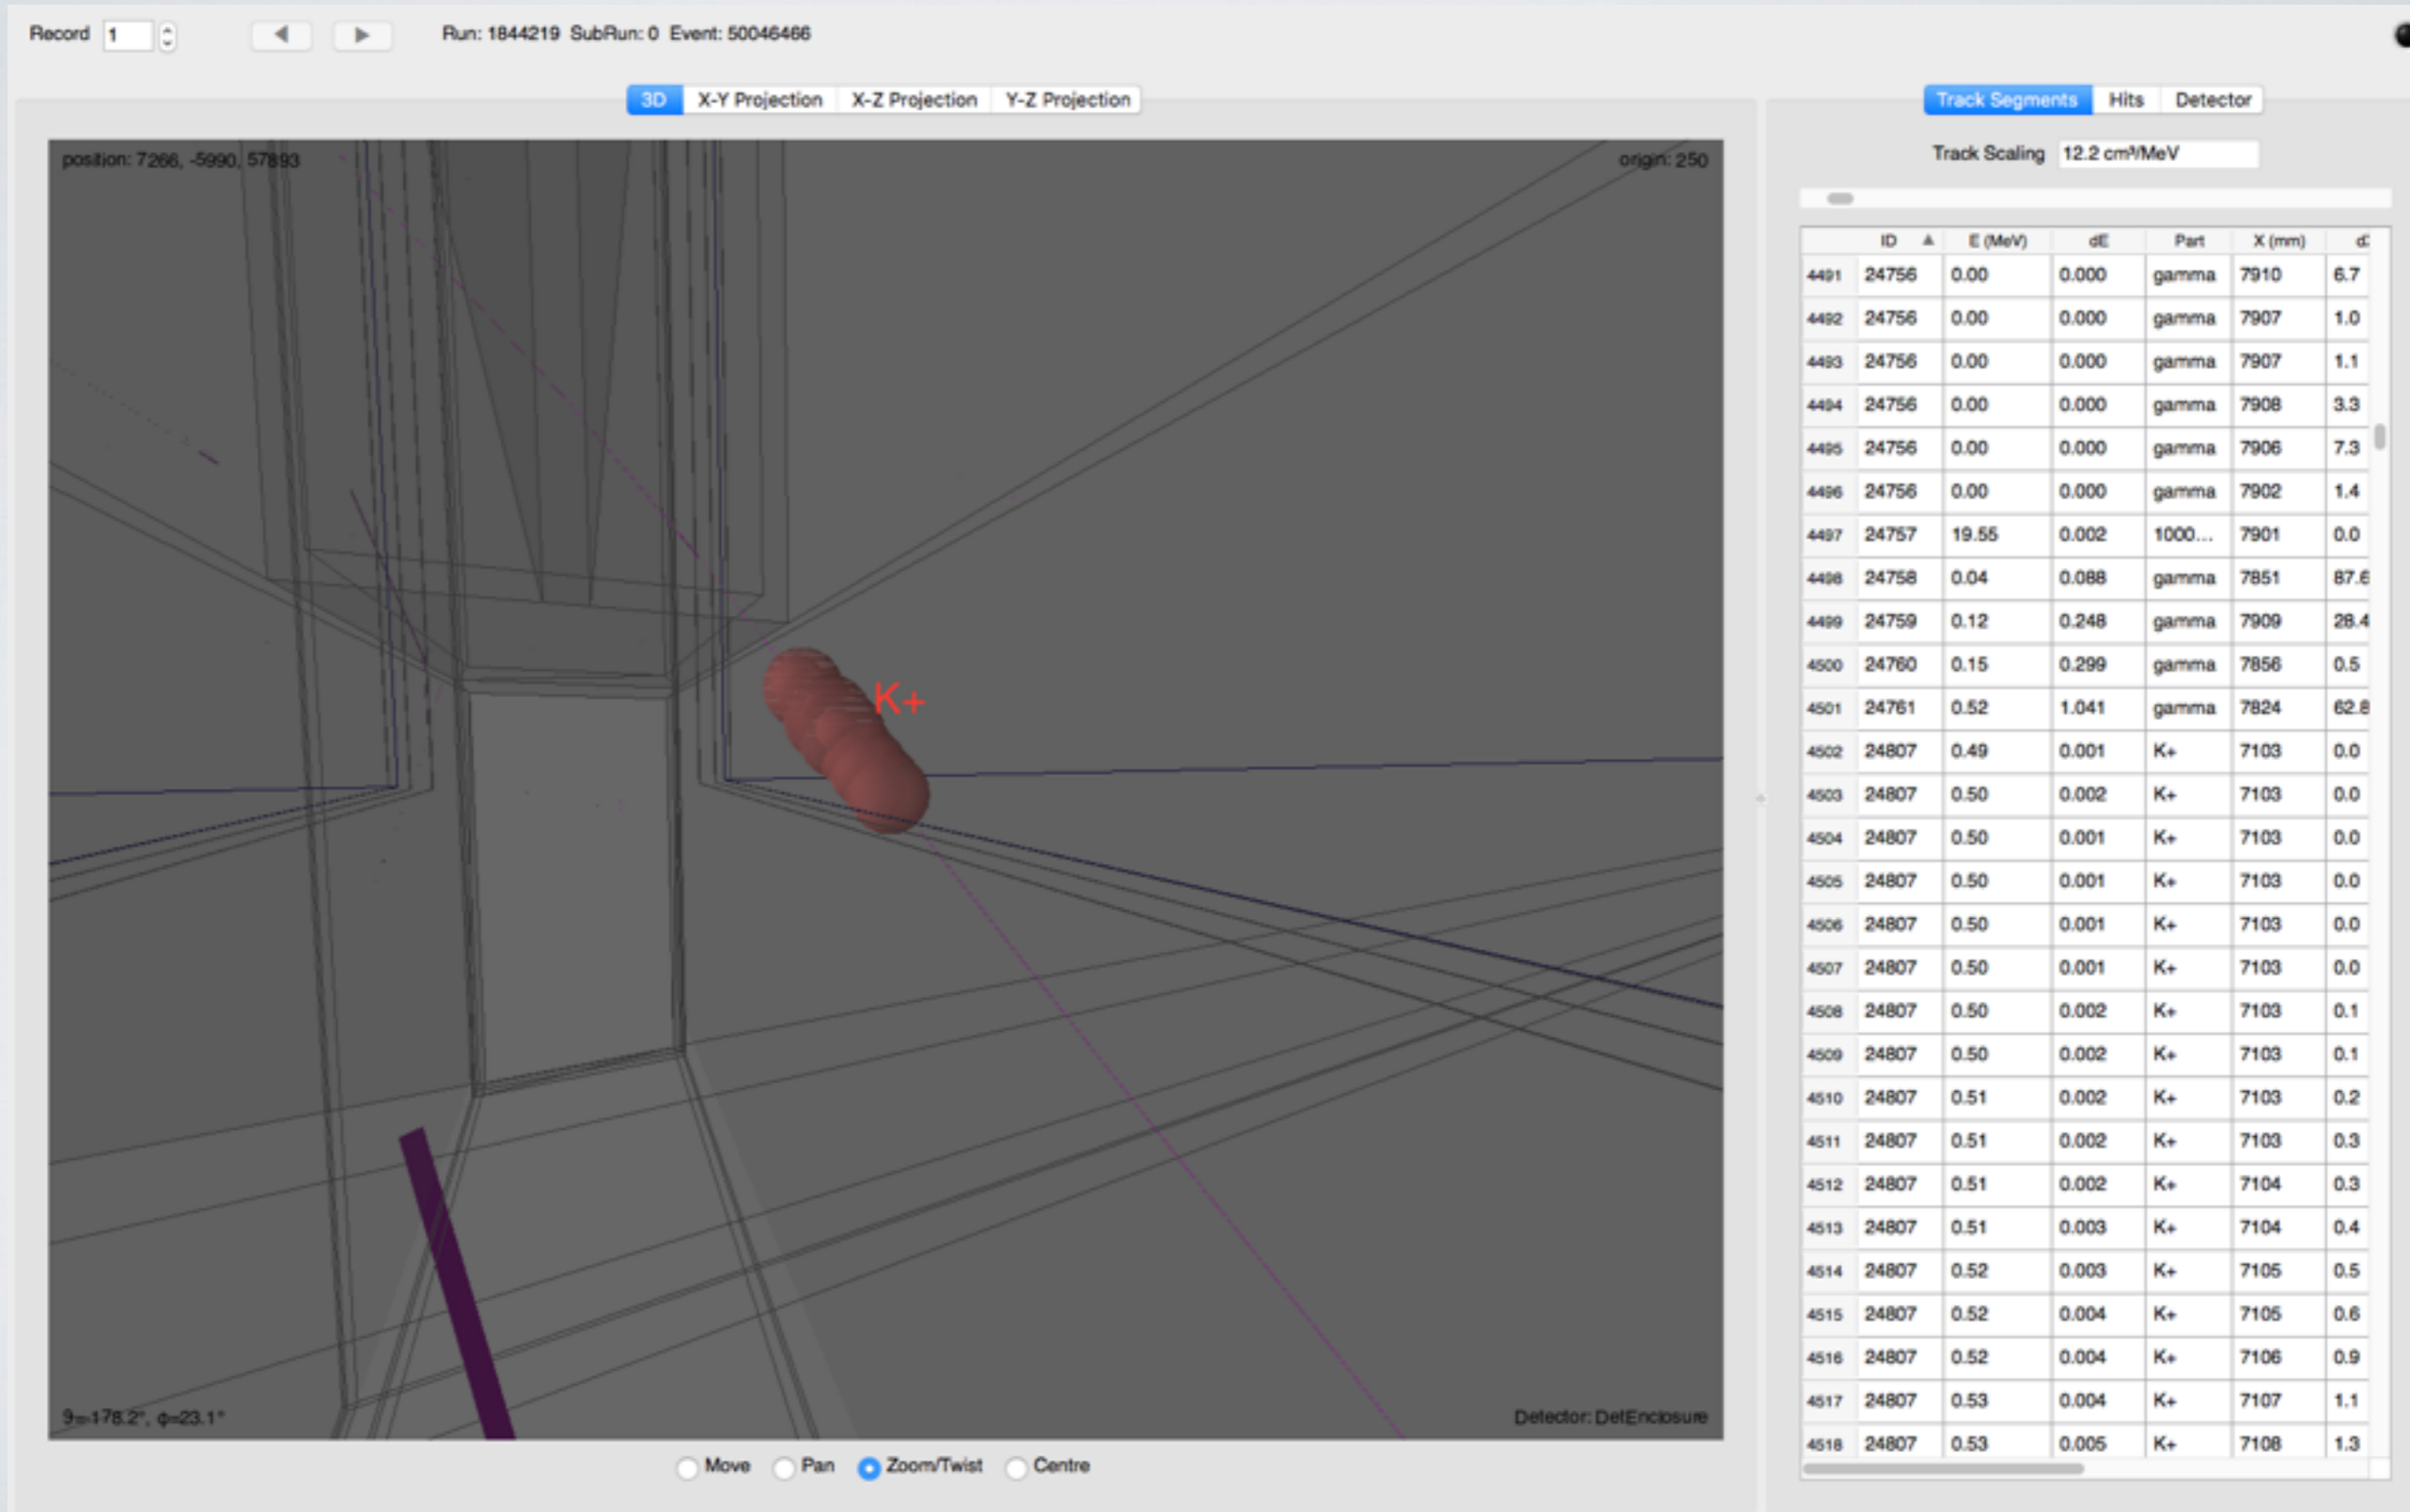 Record 1 Run: 1844219 SubRun: 0 Event: 50046466
3D X-Y Projection X-Z Projection Y-Z Projection
Track Segments Hits Detector
position: 7266, -5990, 57893
origin: 250
Track Scaling 12.2 cm³/MeV
K+
ϑ=-178.2°, φ=23.1°
Detector: DetEnclosure
Move Pan Zoom/Twist Centre
ID E (MeV) dE Part X (mm)
4491 24756 0.00 0.000 gamma 7910 6.7
4492 24756 0.00 0.000 gamma 7907 1.0
4493 24756 0.00 0.000 gamma 7907 1.1
4494 24756 0.00 0.000 gamma 7908 3.3
4495 24756 0.00 0.000 gamma 7906 7.3
4496 24756 0.00 0.000 gamma 7902 1.4
4497 24757 19.55 0.002 1000... 7901 0.0
4498 24758 0.04 0.088 gamma 7851 87.6
4499 24759 0.12 0.248 gamma 7909 28.4
4500 24760 0.15 0.299 gamma 7856 0.5
4501 24761 0.52 1.041 gamma 7824 62.8
4502 24807 0.49 0.001 K+ 7103 0.0
4503 24807 0.50 0.002 K+ 7103 0.0
4504 24807 0.50 0.001 K+ 7103 0.0
4505 24807 0.50 0.001 K+ 7103 0.0
4506 24807 0.50 0.001 K+ 7103 0.0
4507 24807 0.50 0.001 K+ 7103 0.0
4508 24807 0.50 0.002 K+ 7103 0.1
4509 24807 0.50 0.002 K+ 7103 0.1
4510 24807 0.51 0.002 K+ 7103 0.2
4511 24807 0.51 0.002 K+ 7103 0.3
4512 24807 0.51 0.002 K+ 7104 0.3
4513 24807 0.51 0.003 K+ 7104 0.4
4514 24807 0.52 0.003 K+ 7105 0.5
4515 24807 0.52 0.004 K+ 7105 0.6
4516 24807 0.52 0.004 K+ 7106 0.9
4517 24807 0.53 0.004 K+ 7107 1.1
4518 24807 0.53 0.005 K+ 7108 1.3